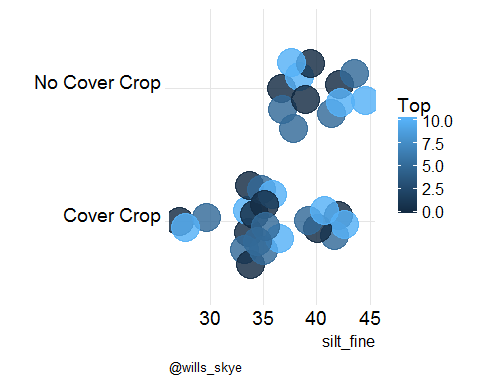 No Cover Crop
Cover Crop
30 35 40 45
silt_fine
Top
10.0
7.5
5.0
2.5
0.0
@wills_skye